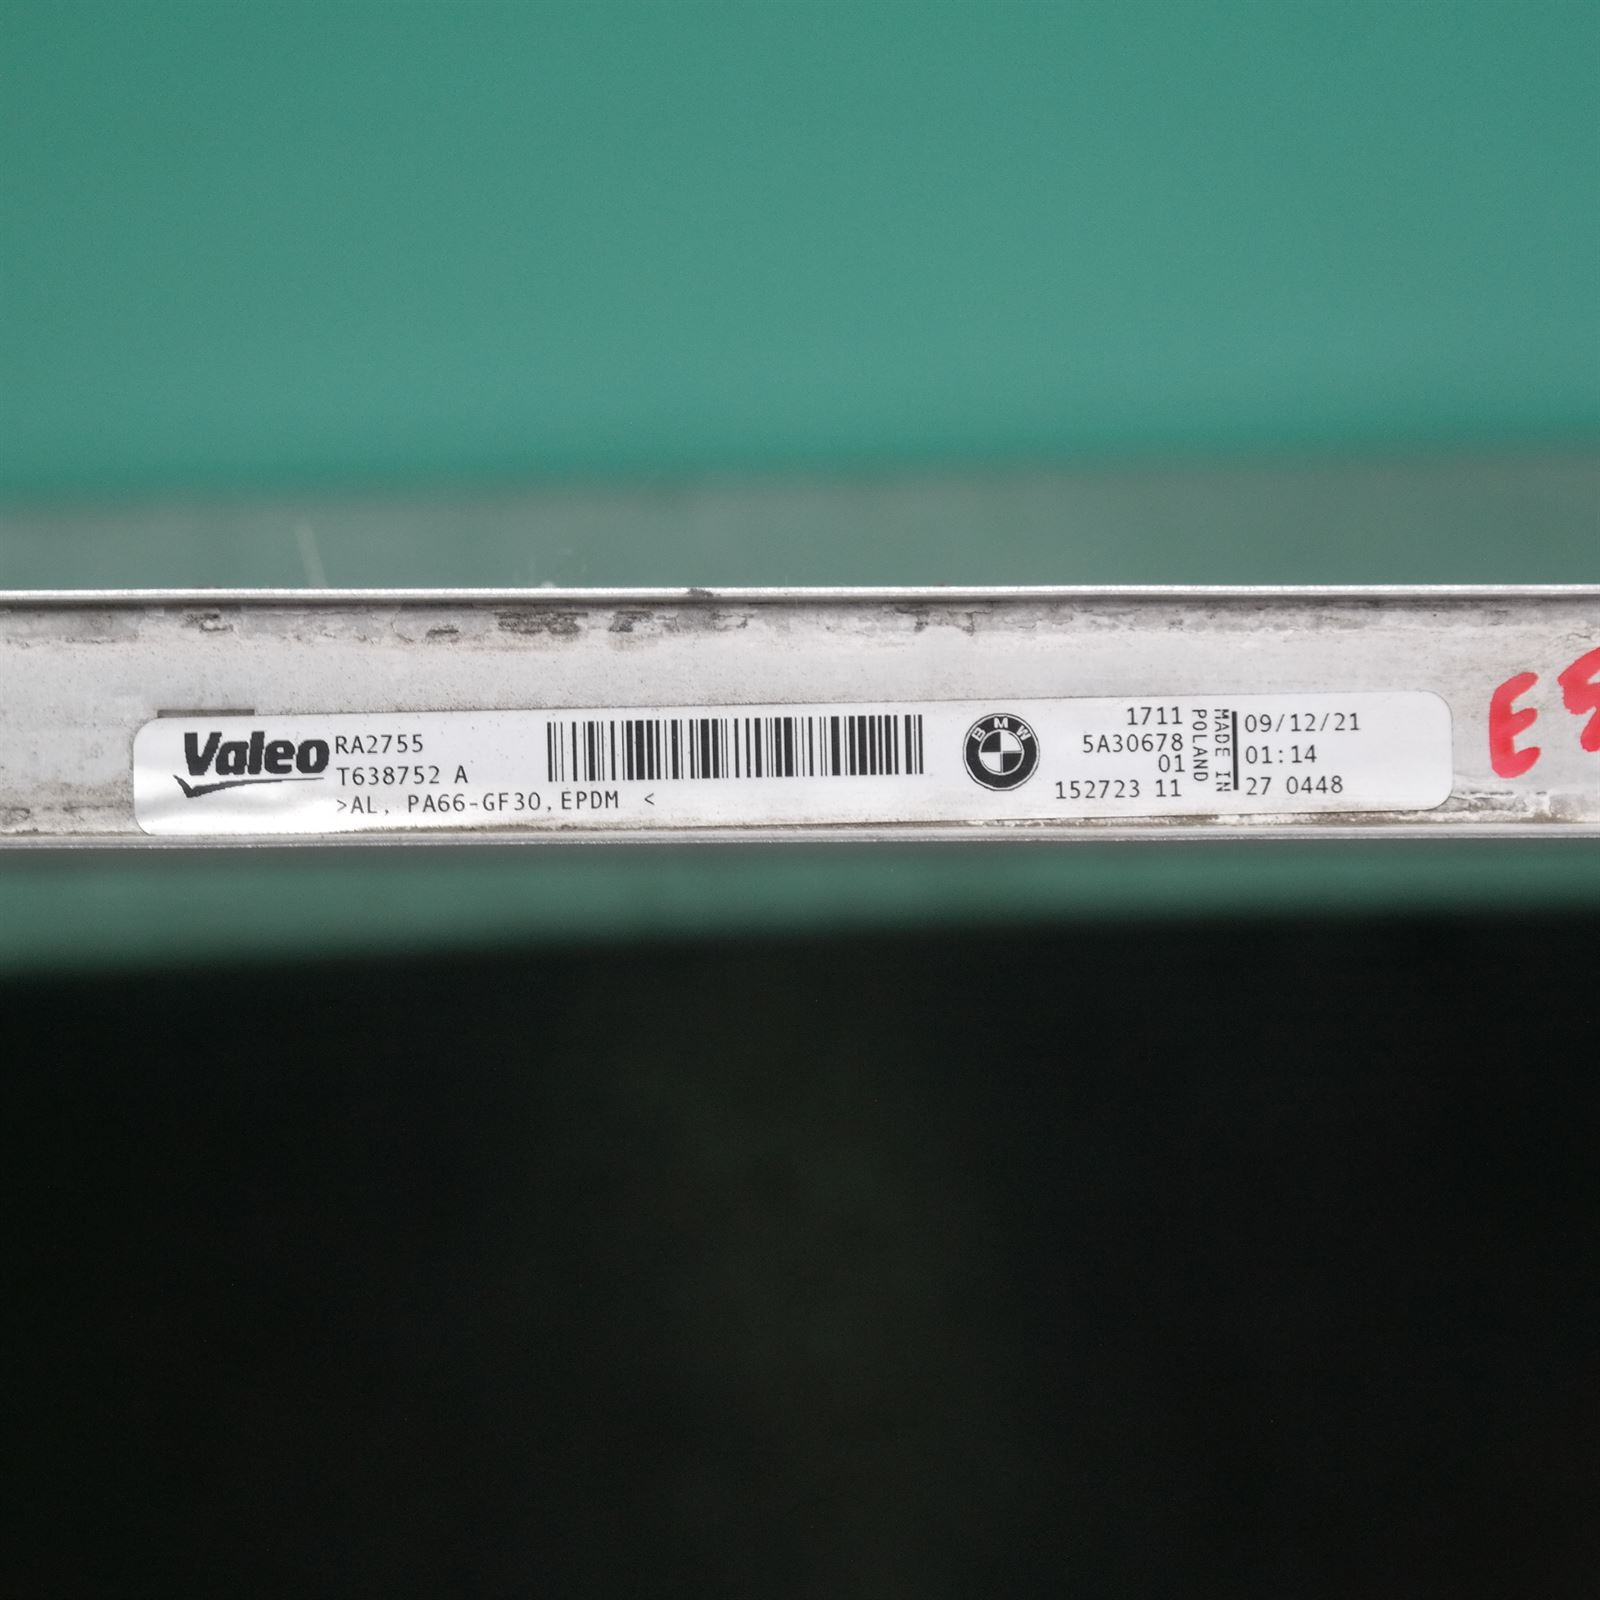 Valeo
RA2755
T638752 A
>AL, PA66-GF30,EPDM <
BMW
1711
5A30678
01
152723 11
MADE IN
POLAND
09/12/21
01:14
27 0448